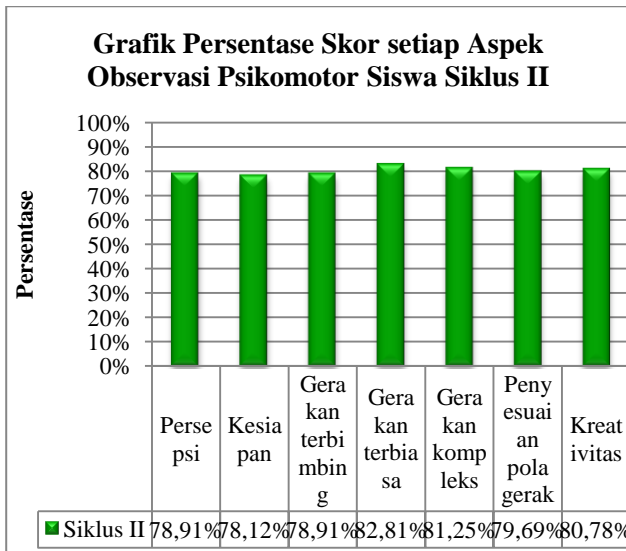 Grafik Persentase Skor setiap Aspek
Observasi Psikomotor Siswa Siklus II
Persentase
100%
90%
80%
70%
60%
50%
40%
30%
20%
10%
0%
Perse
psi
Kesia
pan
Gera
kan
terbi
mbin
g
Gera
kan
terbia
sa
Gera
kan
komp
leks
Peny
esuai
an
pola
gerak
Kreat
ivitas
Siklus II 78,91% 78,12% 78,91% 82,81% 81,25% 79,69% 80,78%